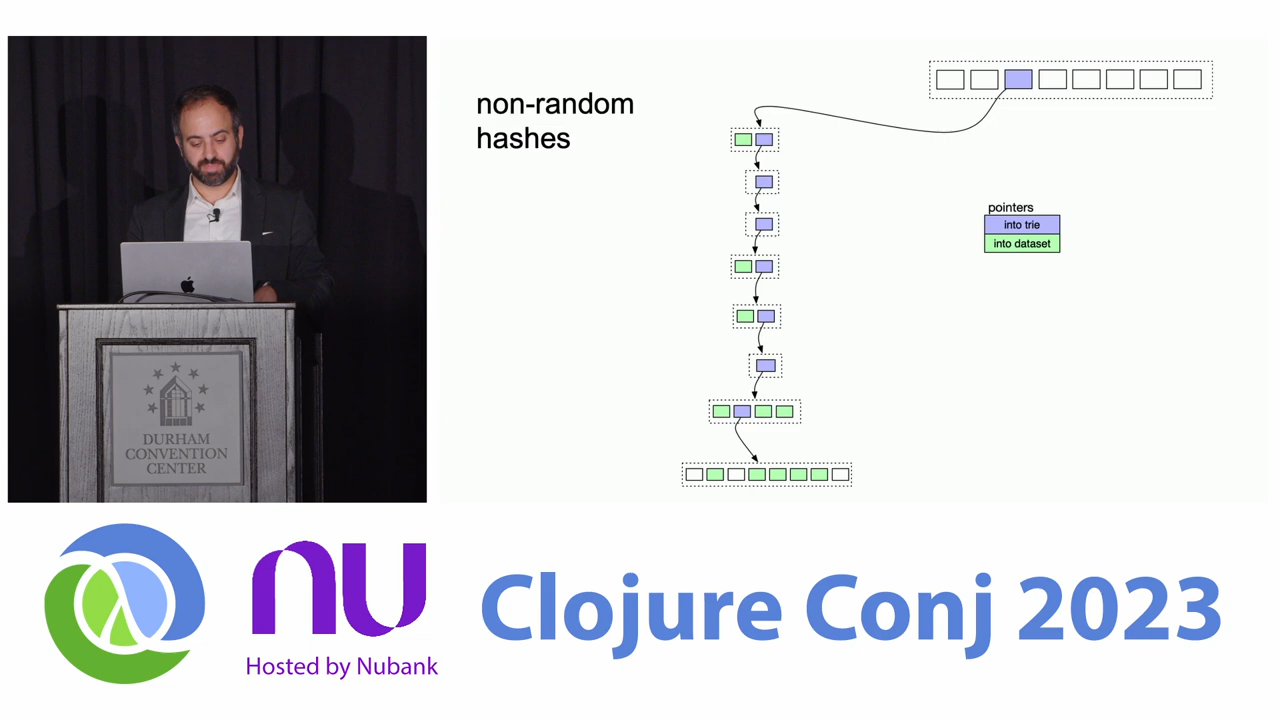 non-random
hashes
pointers
into trie
into dataset
DURHAM
CONVENTION
CENTER
nu
Hosted by Nubank
Clojure Conj 2023